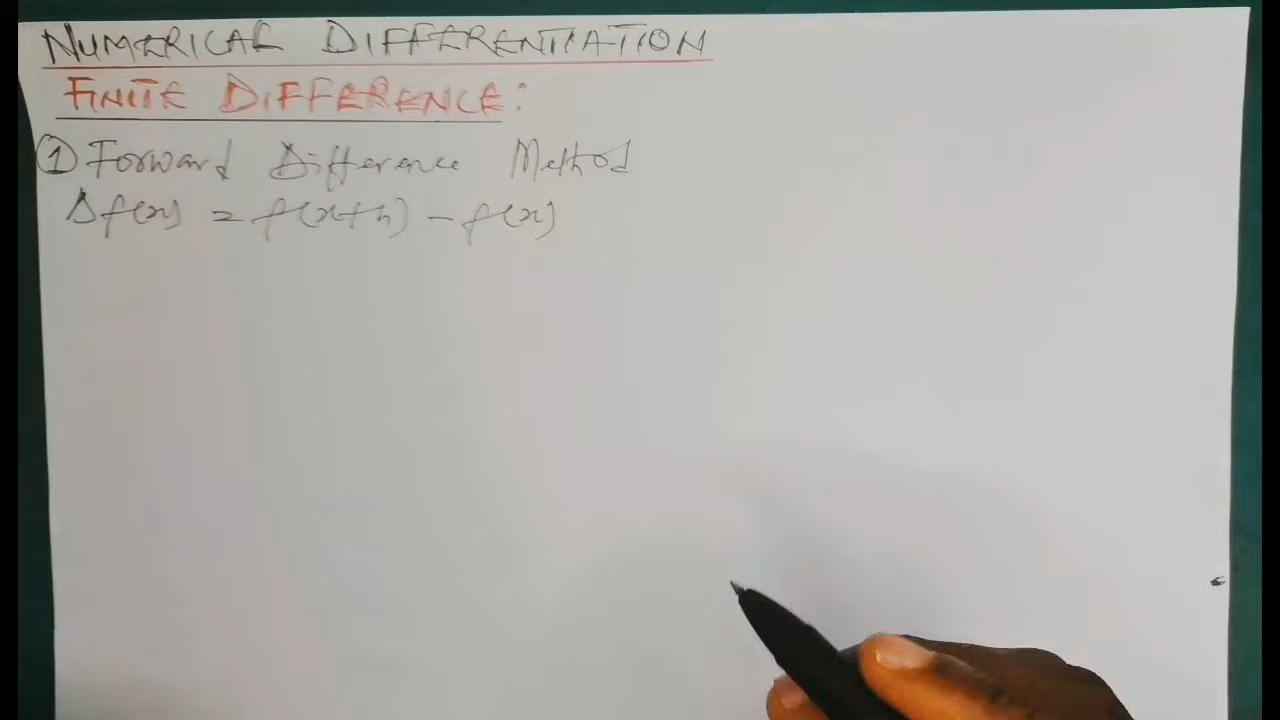 NUMERICAL DIFFERENTIATION
FINITE DIFFERENCE:
① Forward Difference Method
Δf(x) = f(x+h) - f(x)